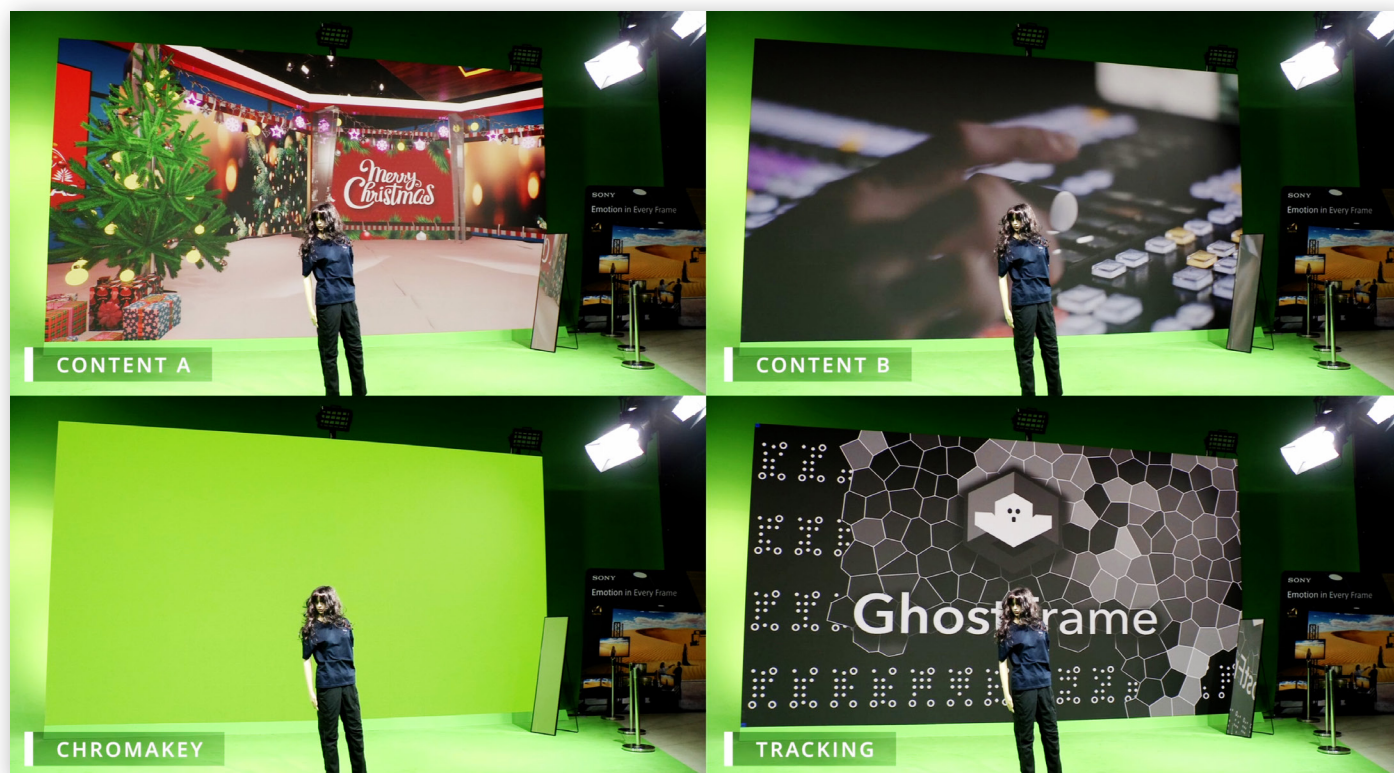 Merry
Christmas
SONY
Emotion in Every Frame
CONTENT A
SONY
Emotion in Every Frame
CONTENT B
SONY
Emotion in Every Frame
CHROMAKEY
Ghost rame
SONY
Emotion in Every Frame
TRACKING